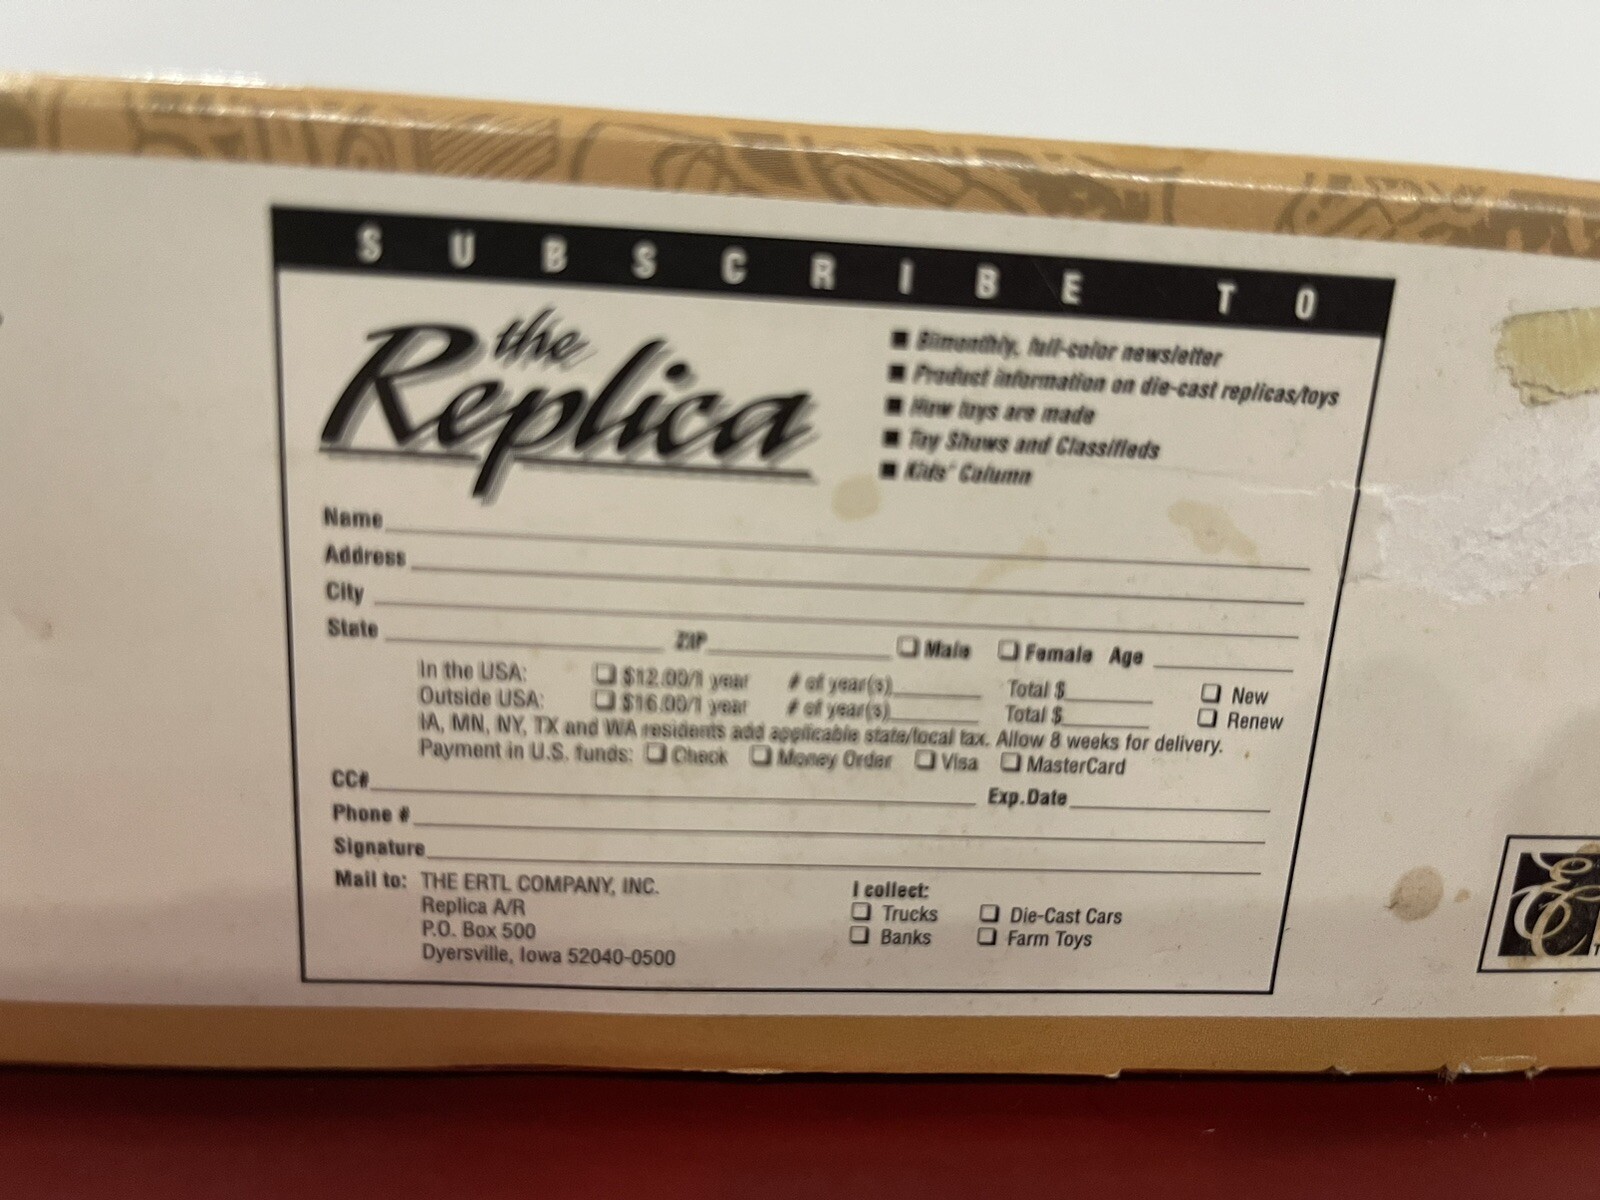 SUBSCRIBE TO
the
Replica
■ Bimonthly, full-color newsletter
■ Product information on die-cast replicas/toys
■ How toys are made
■ Toy Shows and Classifieds
■ Kids' Column
Name
Address
City
State ZIP ❑ Male ❑ Female Age
In the USA: ❑ $12.00/1 year # of year(s) Total $ ❑ New
Outside USA: ❑ $16.00/1 year # of year(s) Total $ ❑ Renew
IA, MN, NY, TX and WA residents add applicable state/local tax. Allow 8 weeks for delivery.
Payment in U.S. funds: ❑ Check ❑ Money Order ❑ Visa ❑ MasterCard
CC# Exp.Date
Phone #
Signature
Mail to: THE ERTL COMPANY, INC.
Replica A/R
P.O. Box 500
Dyersville, Iowa 52040-0500
I collect:
❑ Trucks ❑ Die-Cast Cars
❑ Banks ❑ Farm Toys
E